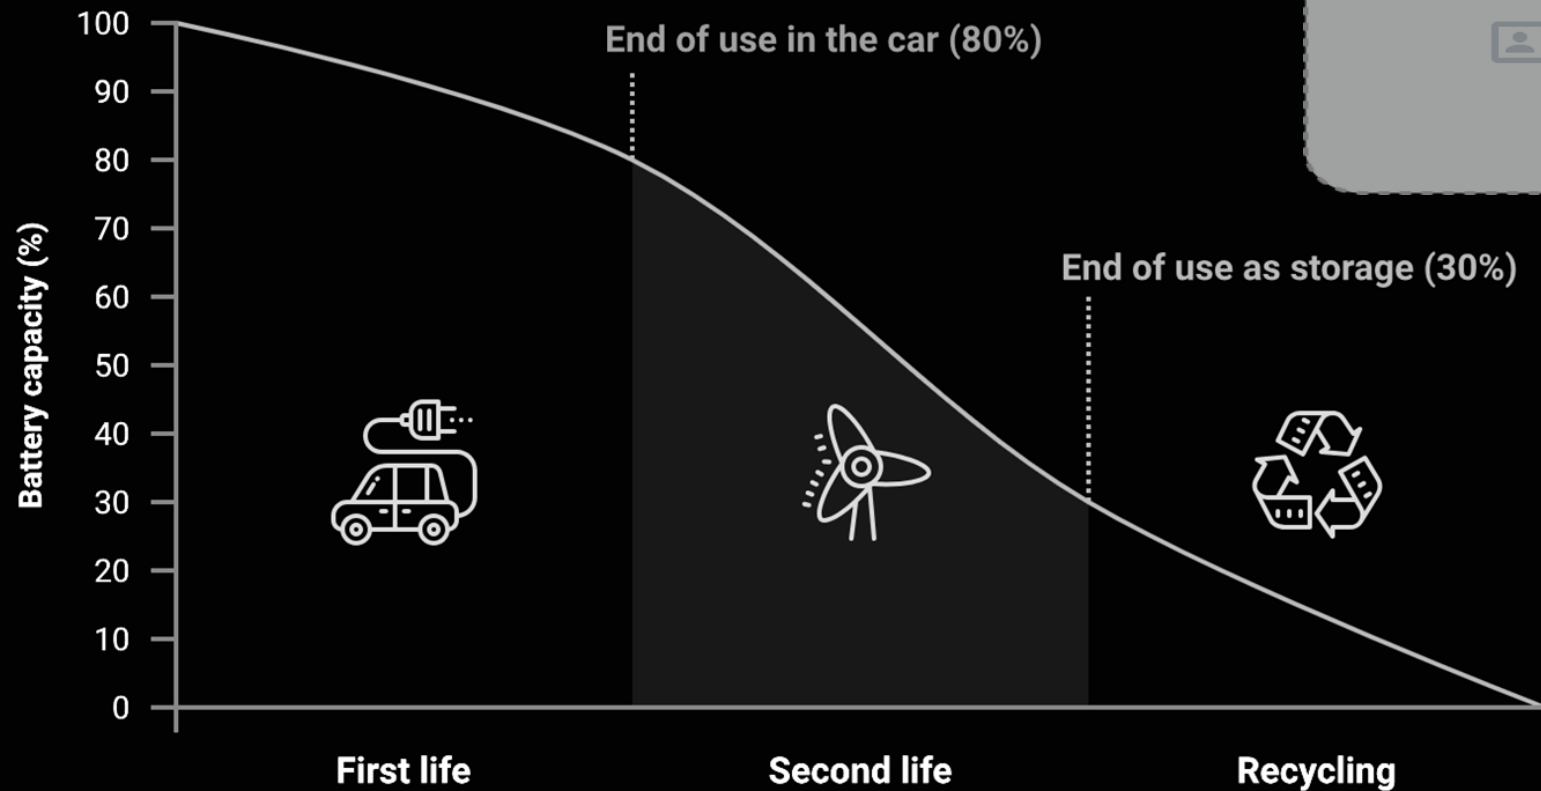 100
End of use in the car (80%)
90
80
70
End of use as storage (30%)
60
50
40
30
20
10
0
Battery capacity (%)
First life
Second life
Recycling